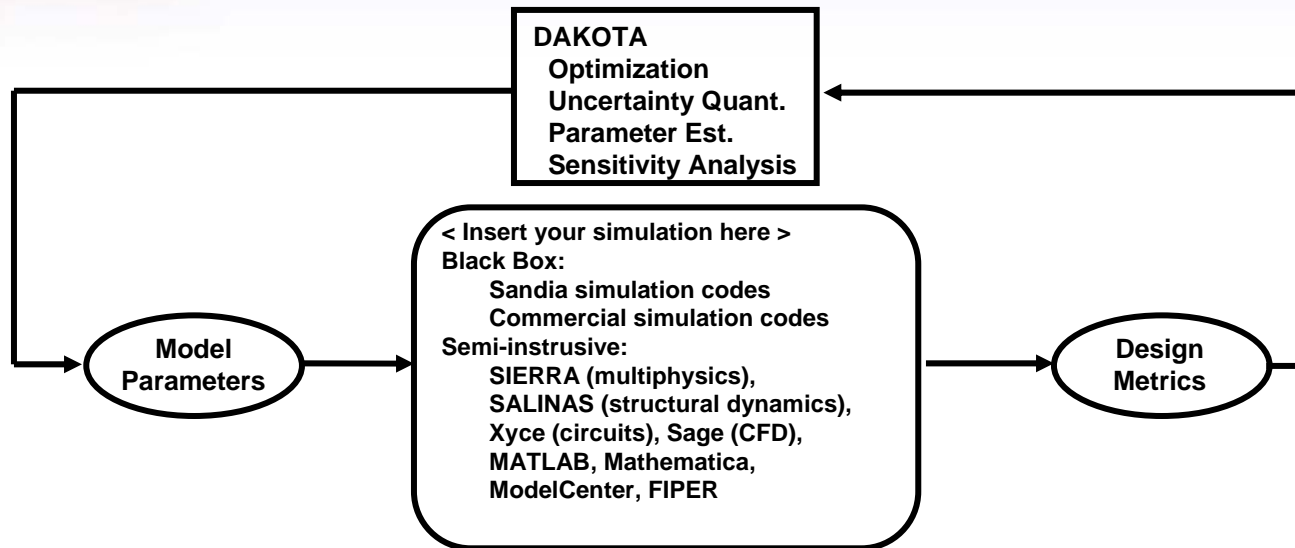 DAKOTA
Optimization
Uncertainty Quant.
Parameter Est.
Sensitivity Analysis
< Insert your simulation here >
Black Box:
Sandia simulation codes
Commercial simulation codes
Semi-instrusive:
SIERRA (multiphysics),
SALINAS (structural dynamics),
Xyce (circuits), Sage (CFD),
MATLAB, Mathematica,
ModelCenter, FIPER
Model
Parameters
Design
Metrics